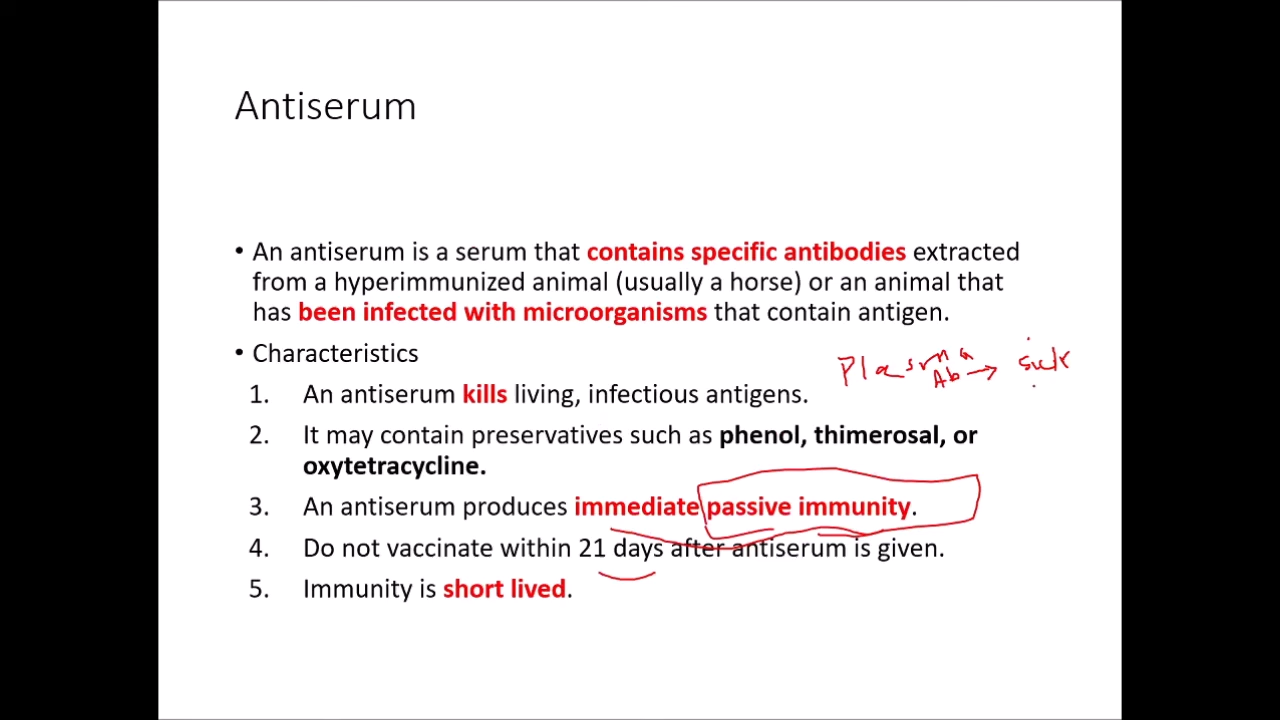 Antiserum
• An antiserum is a serum that contains specific antibodies extracted
from a hyperimmunized animal (usually a horse) or an animal that
has been infected with microorganisms that contain antigen.
• Characteristics
Plasma
Ab → sick
1. An antiserum kills living, infectious antigens.
2. It may contain preservatives such as phenol, thimerosal, or
oxytetracycline.
3. An antiserum produces immediate passive immunity.
4. Do not vaccinate within 21 days after antiserum is given.
5. Immunity is short lived.